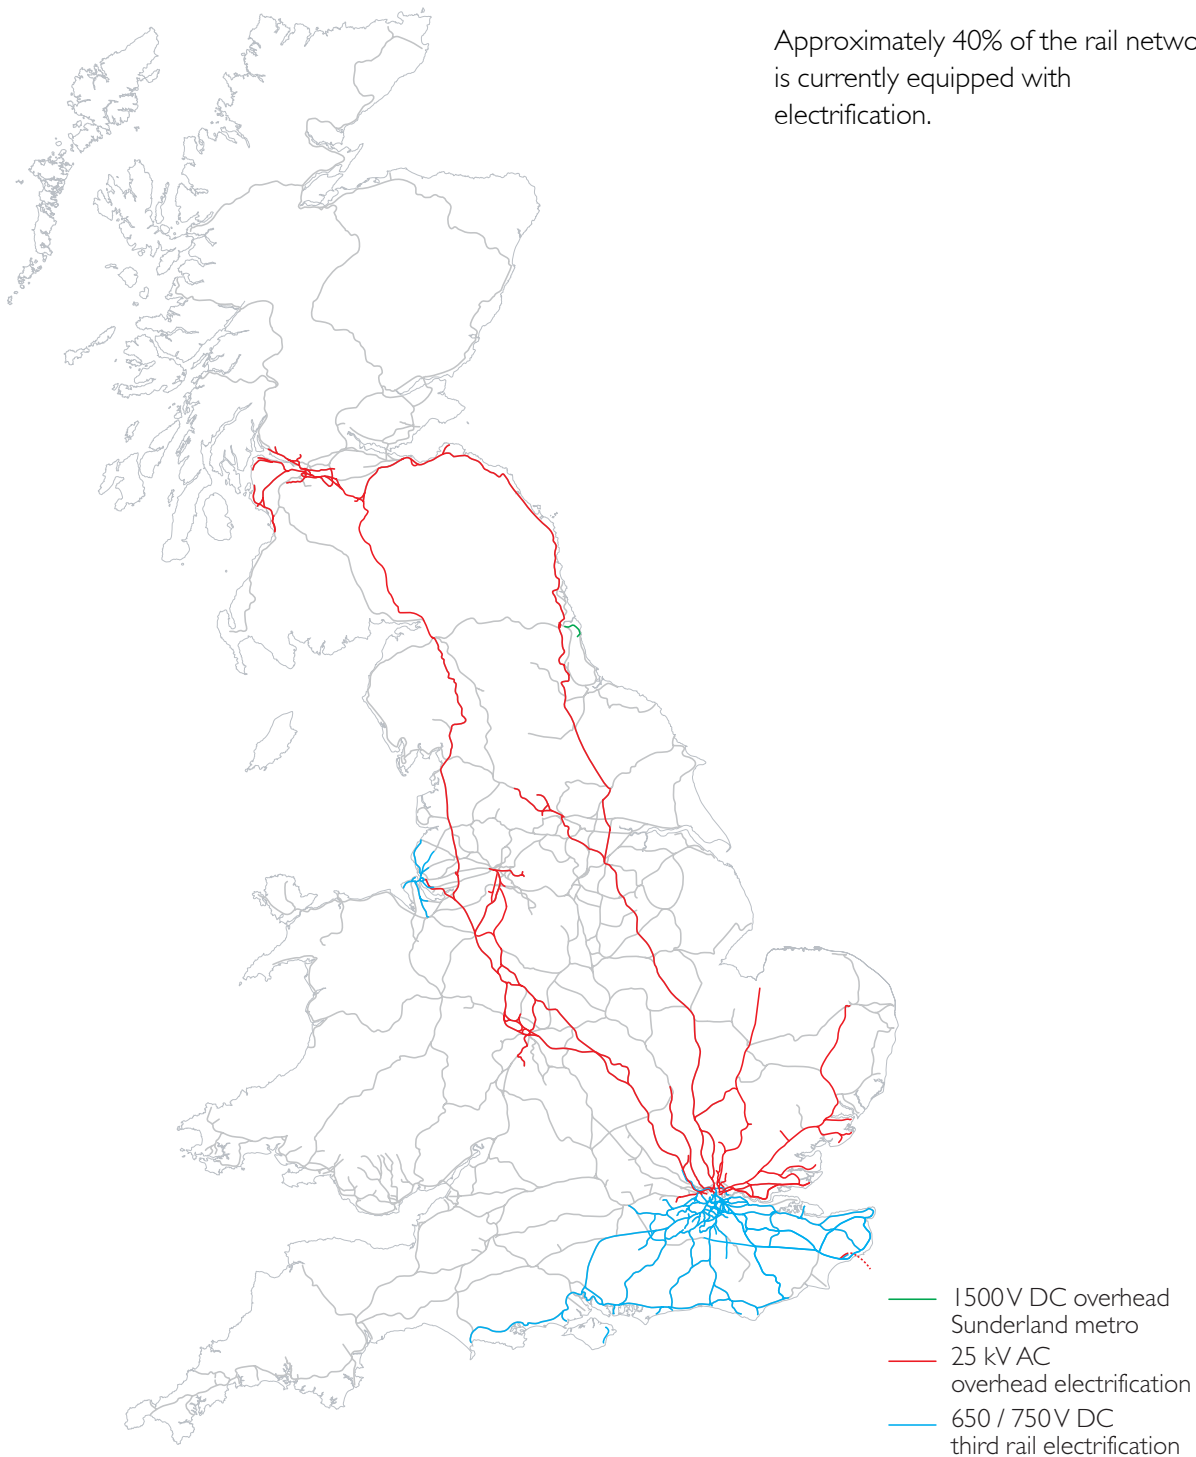 Approximately 40% of the rail netwo
is currently equipped with
electrification.
1500 V DC overhead
Sunderland metro
25 kV AC
overhead electrification
650 / 750 V DC
third rail electrification